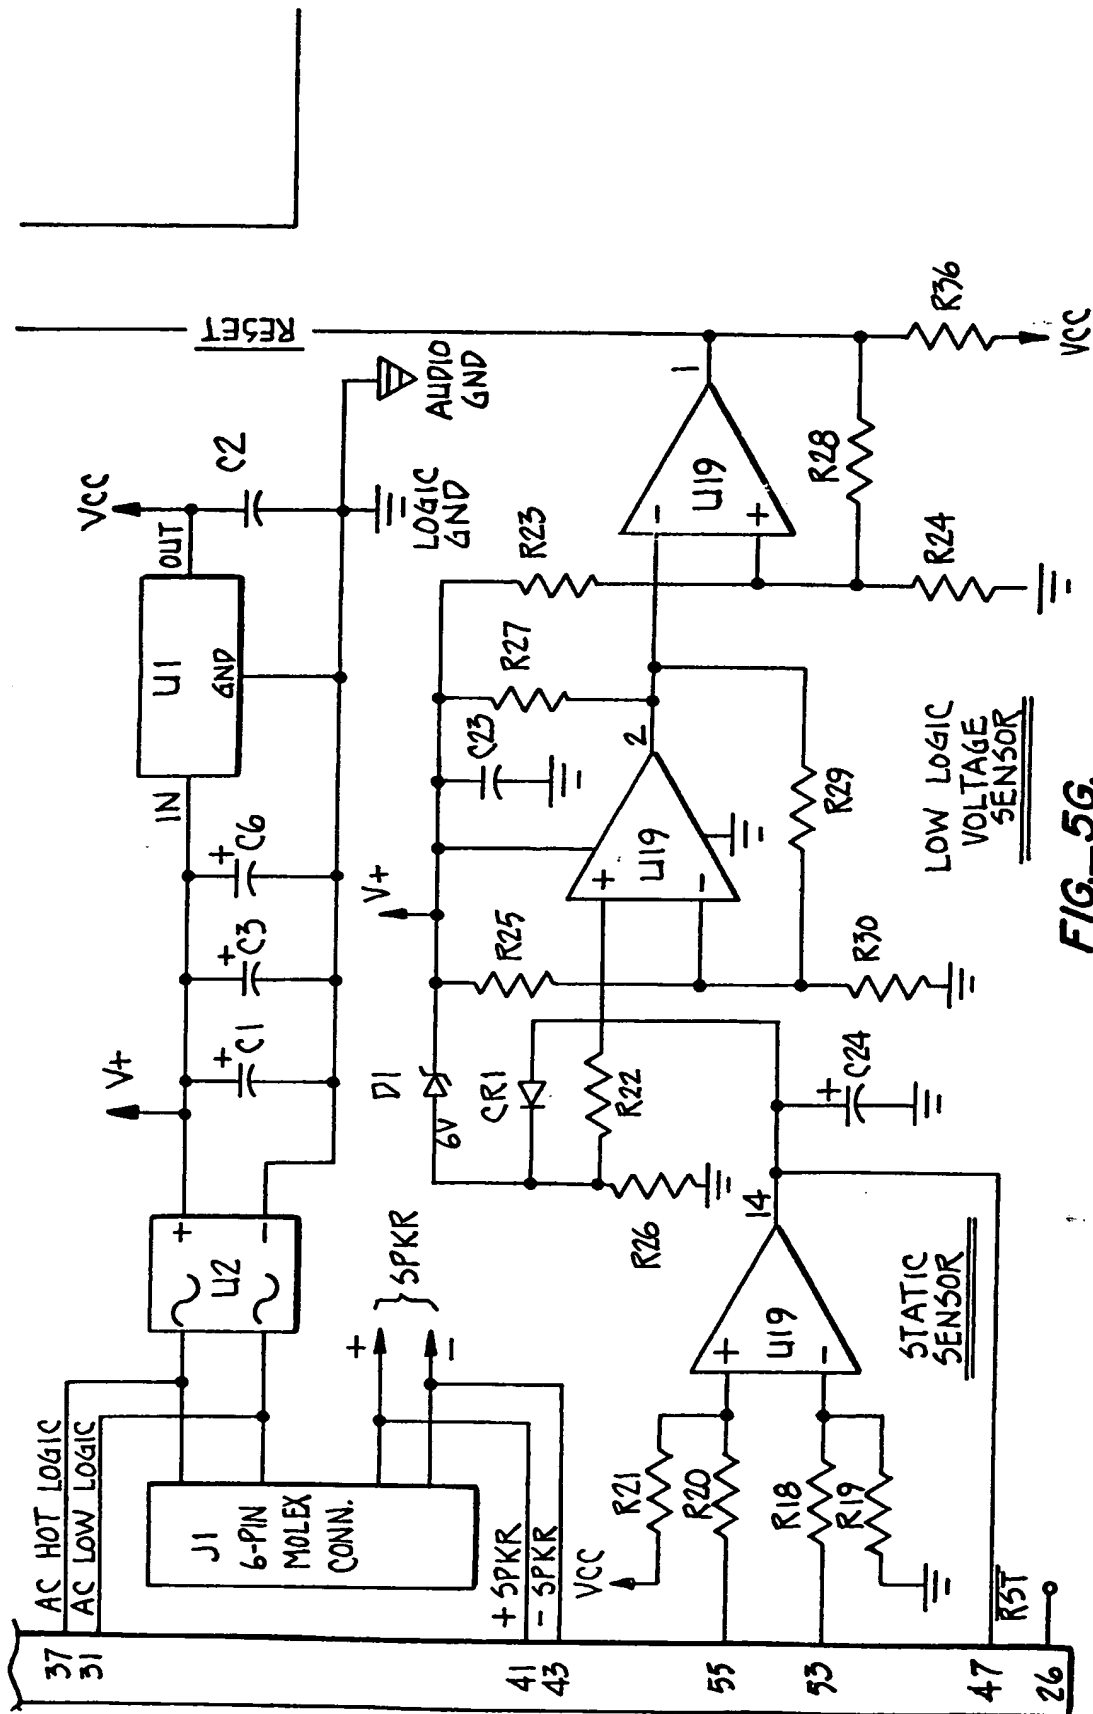 37
AC HOT LOGIC
31
AC LOW LOGIC
J1
6-PIN
MOLEX
CONN.
41
+ SPKR
43
- SPKR
+
-
} SPKR
+
-
U2
V+
+
C1
+
C3
+
C6
IN
U1
GND
OUT
VCC
C2
LOGIC
GND
AUDIO
GND
RESET
55
53
47
RST
26
VCC
R21
R20
R18
R19
+
-
U19
14
STATIC
SENSOR
+
C24
R26
R22
CR1
D1
6V
V+
R25
R30
+
-
U19
2
C23
R27
R29
R23
-
+
U19
1
R28
R24
R36
VCC
LOW LOGIC
VOLTAGE
SENSOR
FIG.—5G.